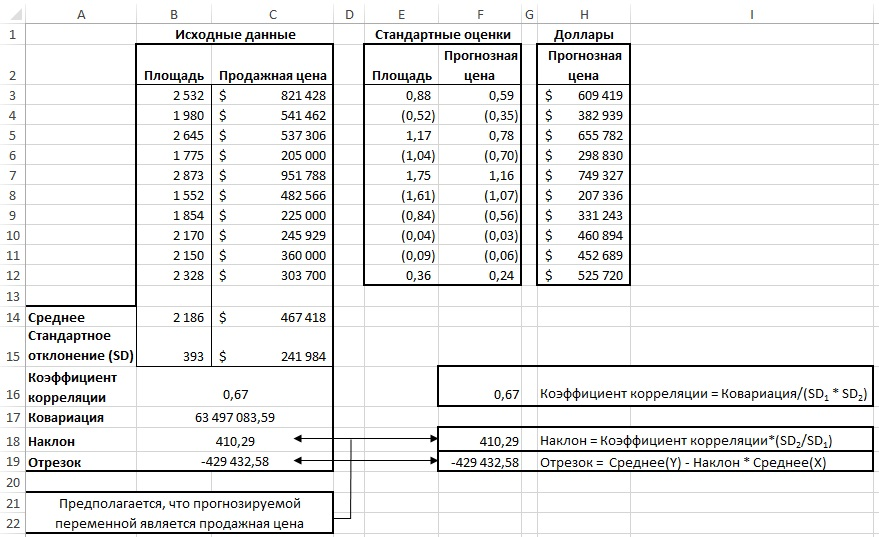 A B C D E F G H I
1 Исходные данные Стандартные оценки Доллары
Прогнозная Прогнозная
2 Площадь Продажная цена Площадь цена цена
3 2 532 $ 821 428 0,88 0,59 $ 609 419
4 1 980 $ 541 462 (0,52) (0,35) $ 382 939
5 2 645 $ 537 306 1,17 0,78 $ 655 782
6 1 775 $ 205 000 (1,04) (0,70) $ 298 830
7 2 873 $ 951 788 1,75 1,16 $ 749 327
8 1 552 $ 482 566 (1,61) (1,07) $ 207 336
9 1 854 $ 225 000 (0,84) (0,56) $ 331 243
10 2 170 $ 245 929 (0,04) (0,03) $ 460 894
11 2 150 $ 360 000 (0,09) (0,06) $ 452 689
12 2 328 $ 303 700 0,36 0,24 $ 525 720
13
14 Среднее 2 186 $ 467 418
Стандартное
15 отклонение (SD) 393 $ 241 984
Коэффициент
16 корреляции 0,67 0,67 Коэффициент корреляции = Ковариация/(SD₁ * SD₂)
17 Ковариация 63 497 083,59
18 Наклон 410,29 410,29 Наклон = Коэффициент корреляции*(SD₂/SD₁)
19 Отрезок -429 432,58 -429 432,58 Отрезок = Среднее(Y) - Наклон * Среднее(X)
20
21 Предполагается, что прогнозируемой
22 переменной является продажная цена